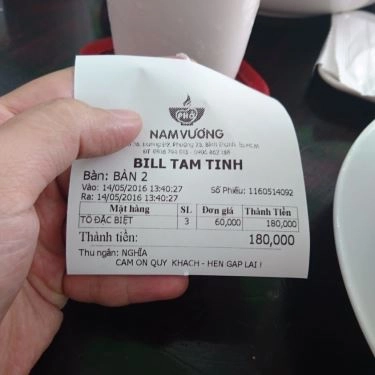 PHỞ
NAM VƯƠNG
BILL TAM TINH
Bàn: BÀN 2
Vào: 14/05/2016 13:40:27 Số Phiếu: 1160514092
Ra: 14/05/2016 13:40:27
Mặt hàng SL Đơn giá Thành Tiền
TÔ ĐẶC BIỆT 3 60,000 180,000
Thành tiền: 180,000
Thu ngân: NGHĨA
CAM ON QUY KHACH - HEN GAP LAI !